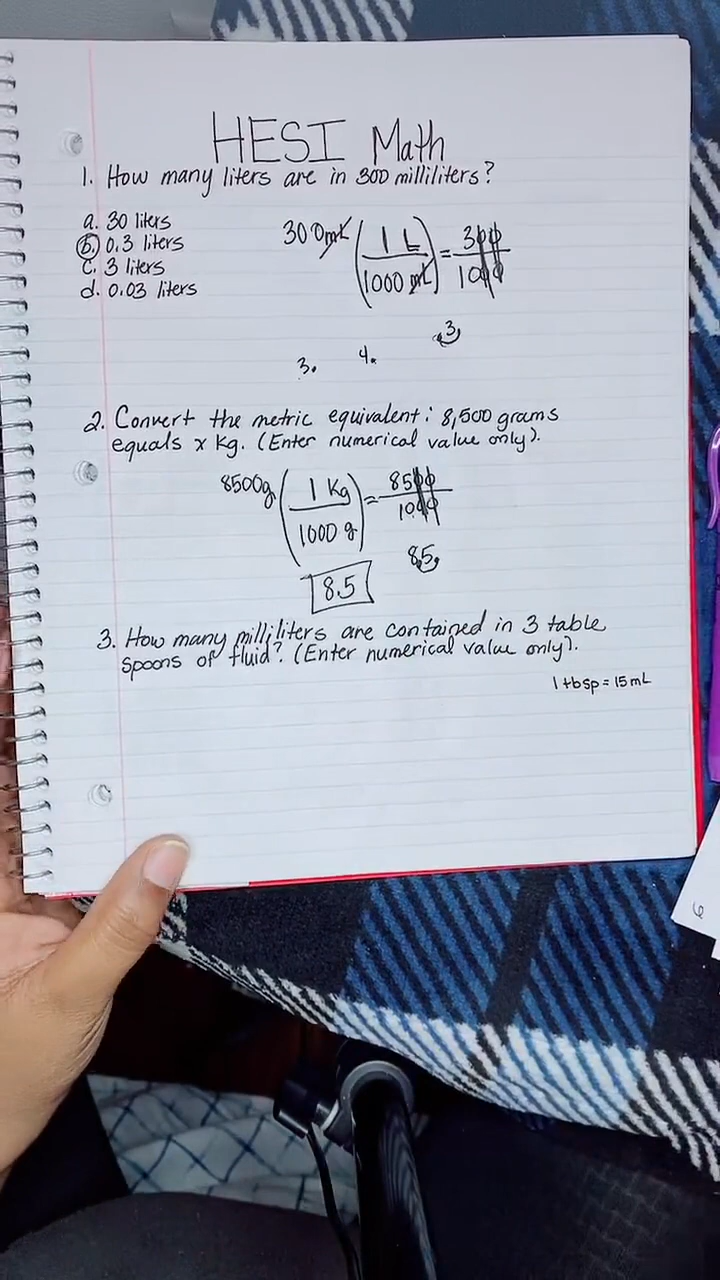 HESI Math
1. How many liters are in 300 milliliters?
a. 30 liters
b. 0.3 liters
c. 3 liters
d. 0.03 liters
300mL (1 L / 1000 mL) = 300 / 1000
.3
3. 4.
2. Convert the metric equivalent: 8,500 grams
equals x Kg. (Enter numerical value only).
8500g (1 Kg / 1000 g) = 8500 / 1000
8.5
8.5
3. How many milliliters are contained in 3 table
spoons of fluid? (Enter numerical value only).
1 tbsp = 15 mL
6